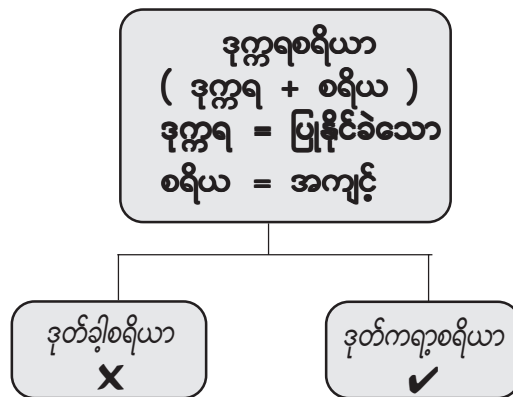 ဒုက္ကရစရိယာ
( ဒုက္ကရ + စရိယ )
ဒုက္ကရ = ပြုနိုင်ခဲသော
စရိယ = အကျင့်
ဒုတ်ခါ့စရိယာ
ဒုတ်ကရာ့စရိယာ